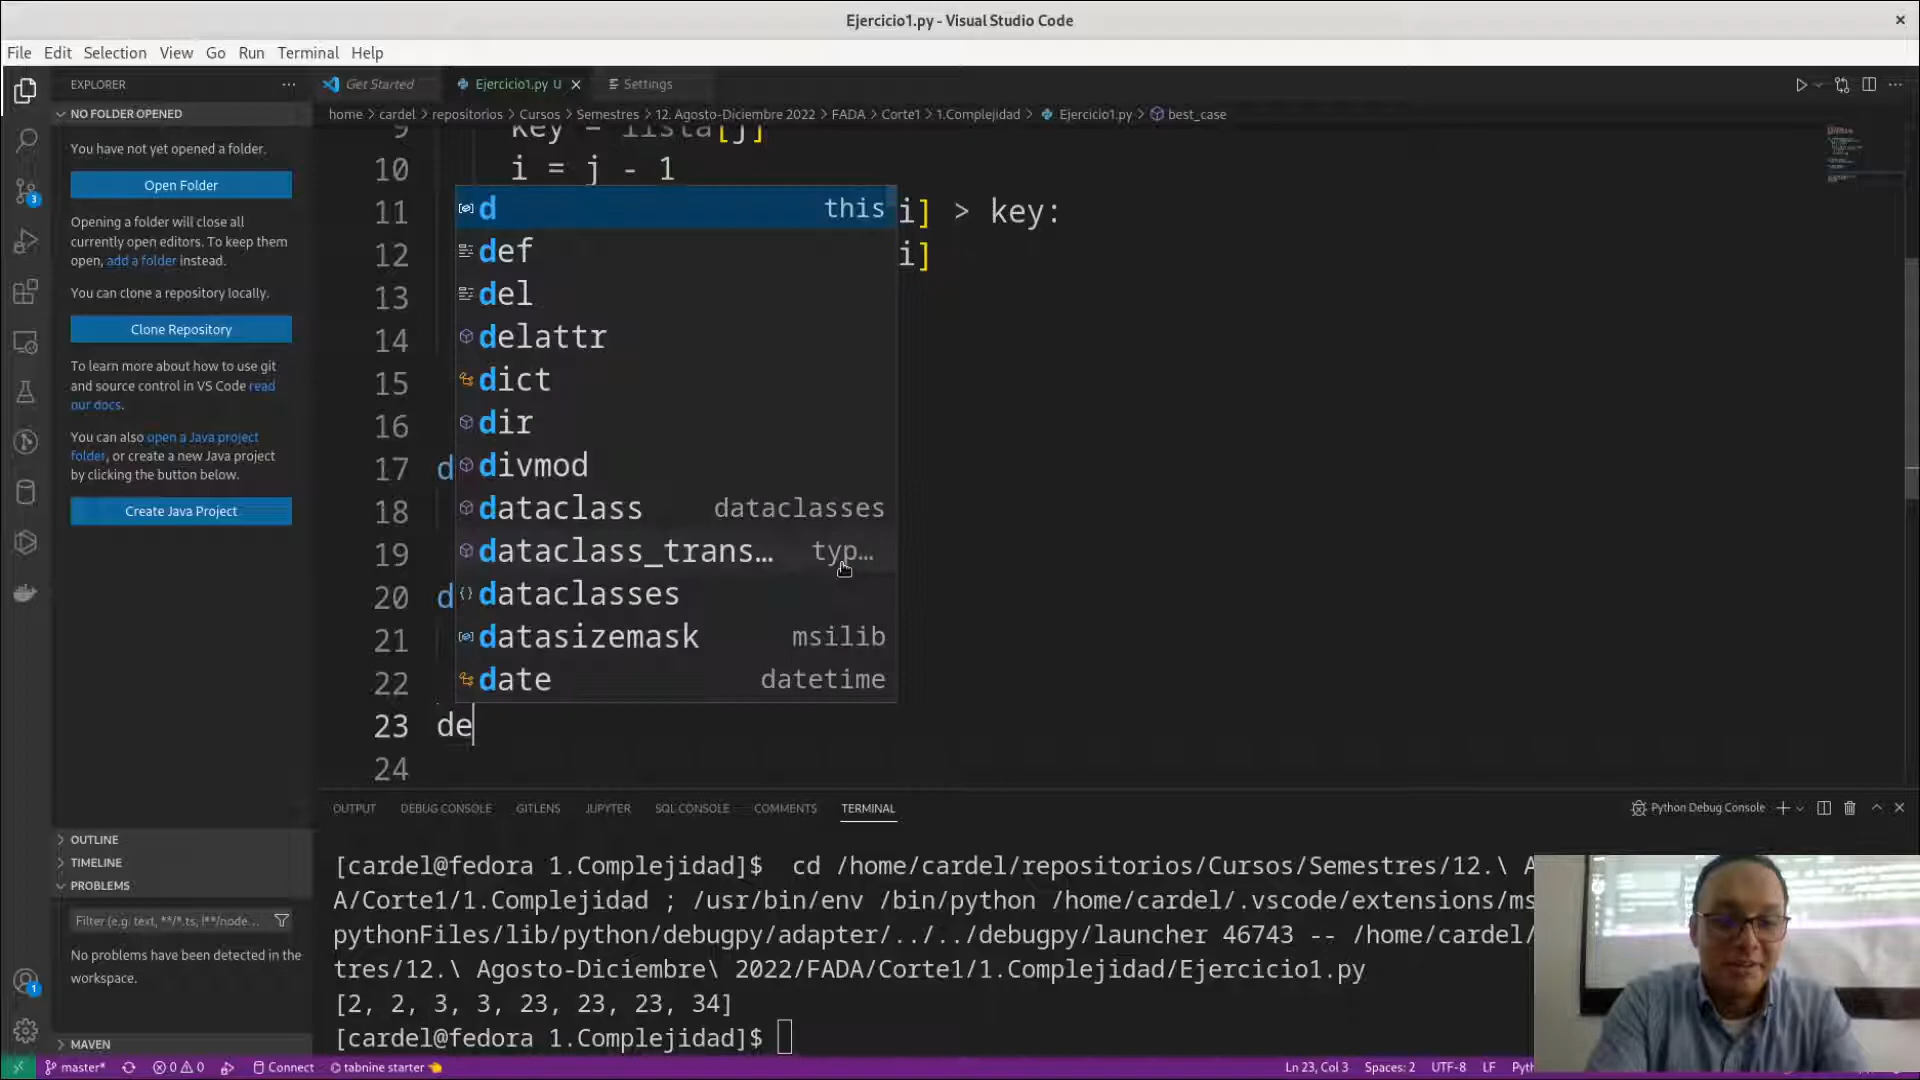 Ejercicio1.py - Visual Studio Code
File Edit Selection View Go Run Terminal Help
EXPLORER
Get Started
Ejercicio1.py U
Settings
NO FOLDER OPENED
home > cardel > repositorios > Cursos > Semestres > 12. Agosto-Diciembre 2022 > FADA > Corte1 > 1.Complejidad > Ejercicio1.py > best_case
You have not yet opened a folder.
Open Folder
Opening a folder will close all
currently open editors. To keep them
open, add a folder instead.
You can clone a repository locally.
Clone Repository
To learn more about how to use git
and source control in VS Code read
our docs.
You can also open a Java project
folder, or create a new Java project
by clicking the button below.
Create Java Project
9 key = lista[j]
10 i = j - 1
11 i] > key:
12 i]
13
14
15
16
17 d
18
19
20 d
21
22
23 de
24
d this
def
del
delattr
dict
dir
divmod
dataclass dataclasses
dataclass_trans… typ…
dataclasses
datasizemask msilib
date datetime
OUTLINE
TIMELINE
PROBLEMS
Filter (e.g. text, **/*.ts, !**/node...
No problems have been detected in the
workspace.
MAVEN
OUTPUT DEBUG CONSOLE GITLENS JUPYTER SQL CONSOLE COMMENTS TERMINAL
Python Debug Console
[cardel@fedora 1.Complejidad]$ cd /home/cardel/repositorios/Cursos/Semestres/12.\ A
A/Corte1/1.Complejidad ; /usr/bin/env /bin/python /home/cardel/.vscode/extensions/ms
pythonFiles/lib/python/debugpy/adapter/../../debugpy/launcher 46743 -- /home/cardel/
tres/12.\ Agosto-Diciembre\ 2022/FADA/Corte1/1.Complejidad/Ejercicio1.py
[2, 2, 3, 3, 23, 23, 23, 34]
[cardel@fedora 1.Complejidad]$
3
1
master* 0 0 Connect tabnine starter
Ln 23, Col 3 Spaces: 2 UTF-8 LF Pyth